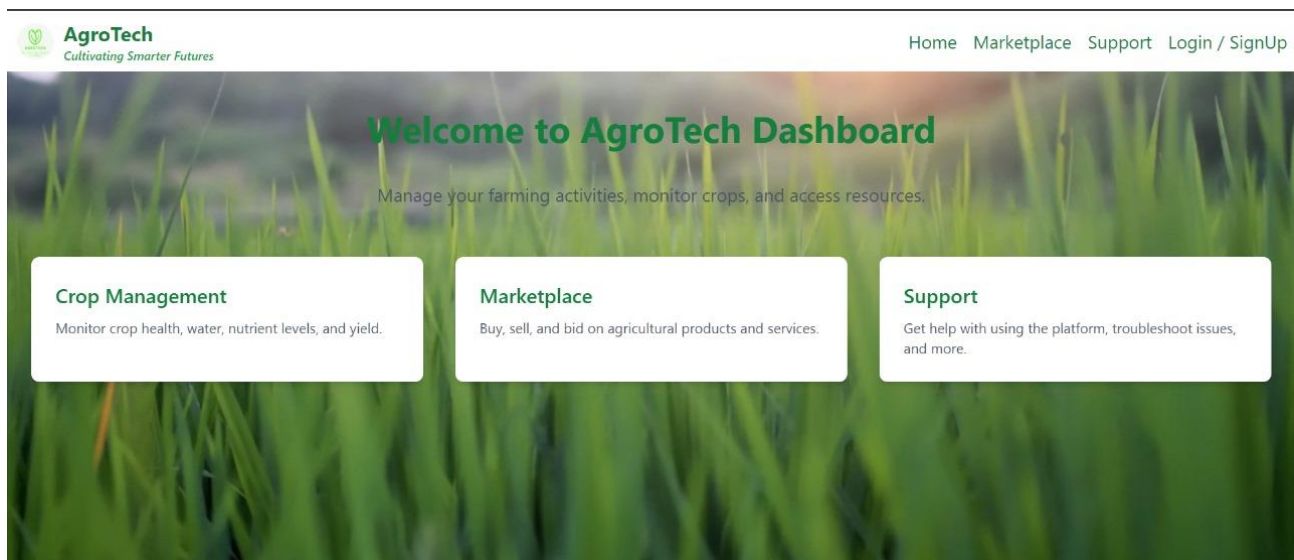 AgroTech
Cultivating Smarter Futures
Home Marketplace Support Login / SignUp
Welcome to AgroTech Dashboard
Manage your farming activities, monitor crops, and access resources.
Crop Management
Monitor crop health, water, nutrient levels, and yield.
Marketplace
Buy, sell, and bid on agricultural products and services.
Support
Get help with using the platform, troubleshoot issues,
and more.